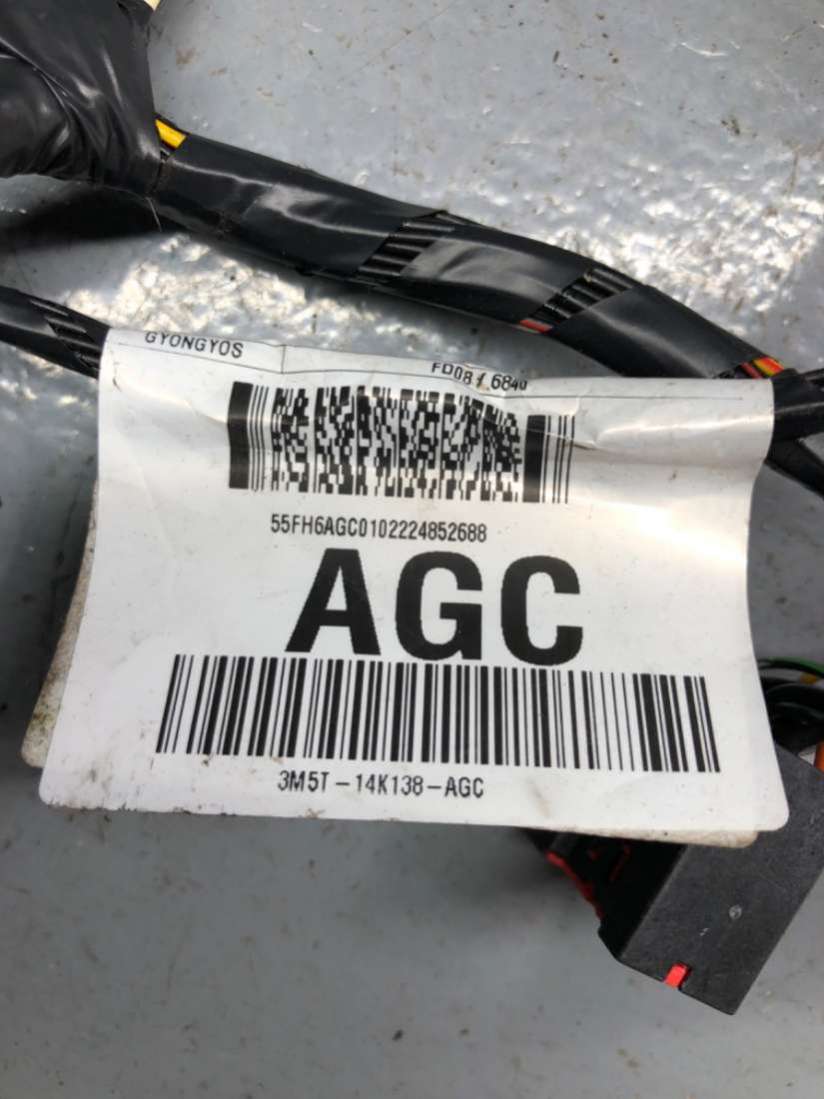 GYONGYOS
55FH6AGC0102224852688
AGC
3M5T-14K138-AGC